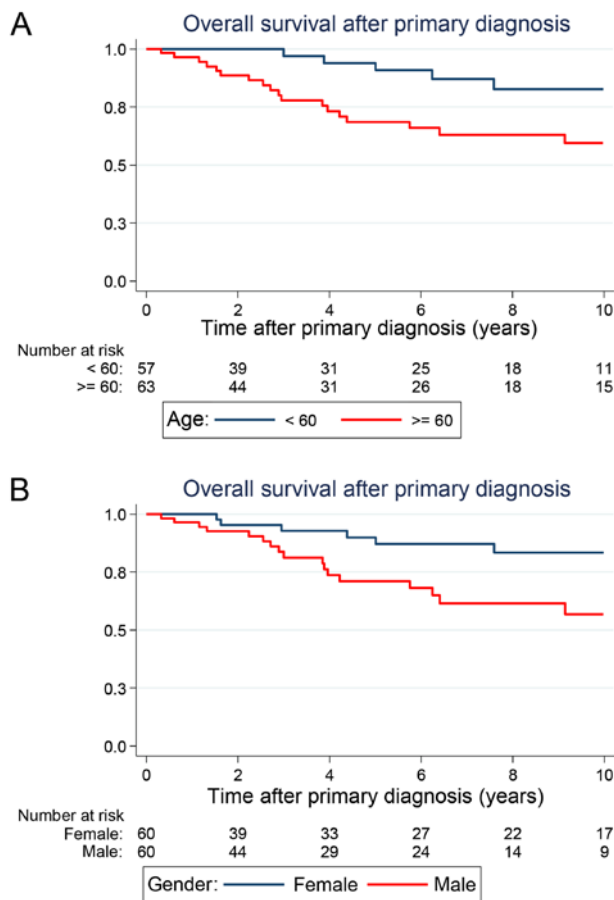 A
Overall survival after primary diagnosis
1.0
0.8
0.5
0.3
0.0
0 2 4 6 8 10
Time after primary diagnosis (years)
Number at risk
< 60: 57 39 31 25 18 11
>= 60: 63 44 31 26 18 15
Age: < 60 >= 60
B
Overall survival after primary diagnosis
1.0
0.8
0.5
0.3
0.0
0 2 4 6 8 10
Time after primary diagnosis (years)
Number at risk
Female: 60 39 33 27 22 17
Male: 60 44 29 24 14 9
Gender: Female Male